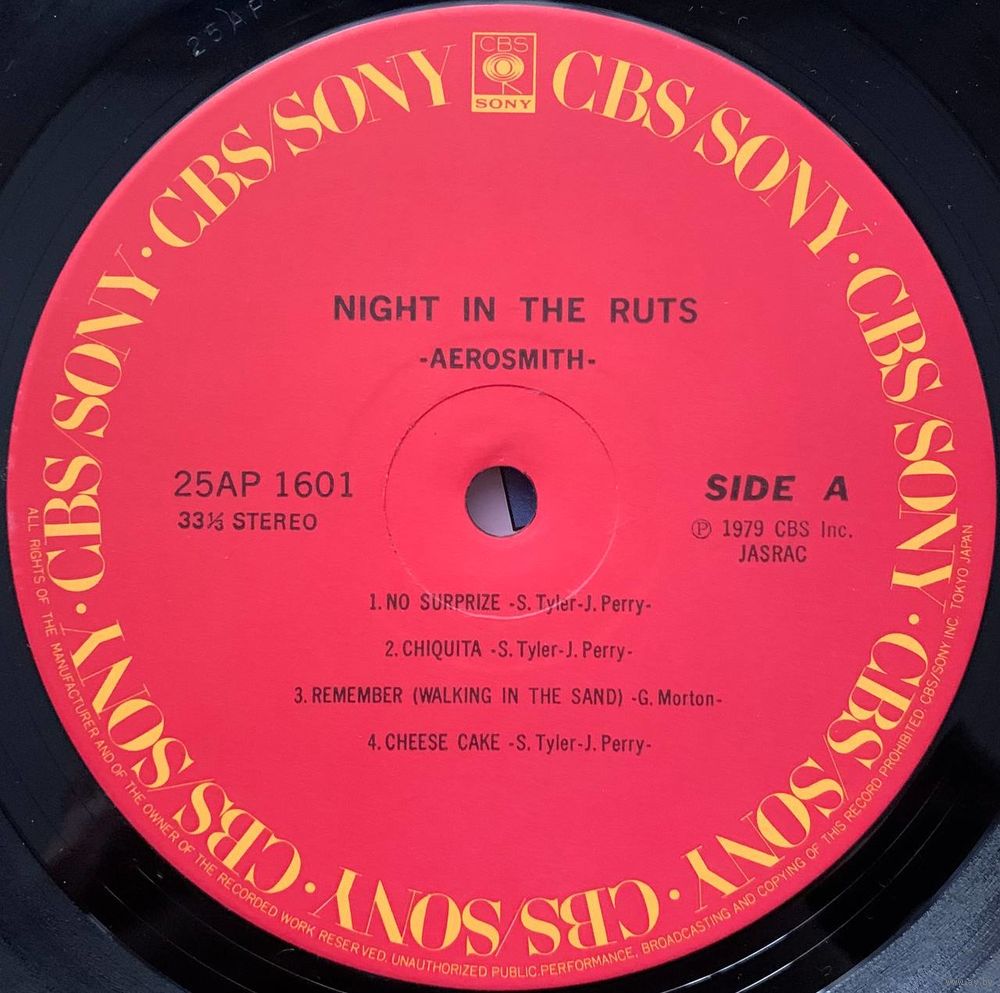 25AP
CBS
SONY
CBS/SONY · CBS/SONY · CBS/SONY · CBS/SONY · CBS/SONY · CBS/SONY · CBS/SONY · CBS/SONY
NIGHT IN THE RUTS
-AEROSMITH-
25AP 1601
33⅓ STEREO
SIDE A
Ⓟ 1979 CBS Inc.
JASRAC
1. NO SURPRIZE -S. Tyler-J. Perry-
2. CHIQUITA -S. Tyler-J. Perry-
3. REMEMBER (WALKING IN THE SAND) -G. Morton-
4. CHEESE CAKE -S. Tyler-J. Perry-
ALL RIGHTS OF THE MANUFACTURER AND OF THE OWNER OF THE RECORDED WORK RESERVED. UNAUTHORIZED PUBLIC PERFORMANCE, BROADCASTING AND COPYING OF THIS RECORD PROHIBITED CBS/SONY INC. TOKYO JAPAN